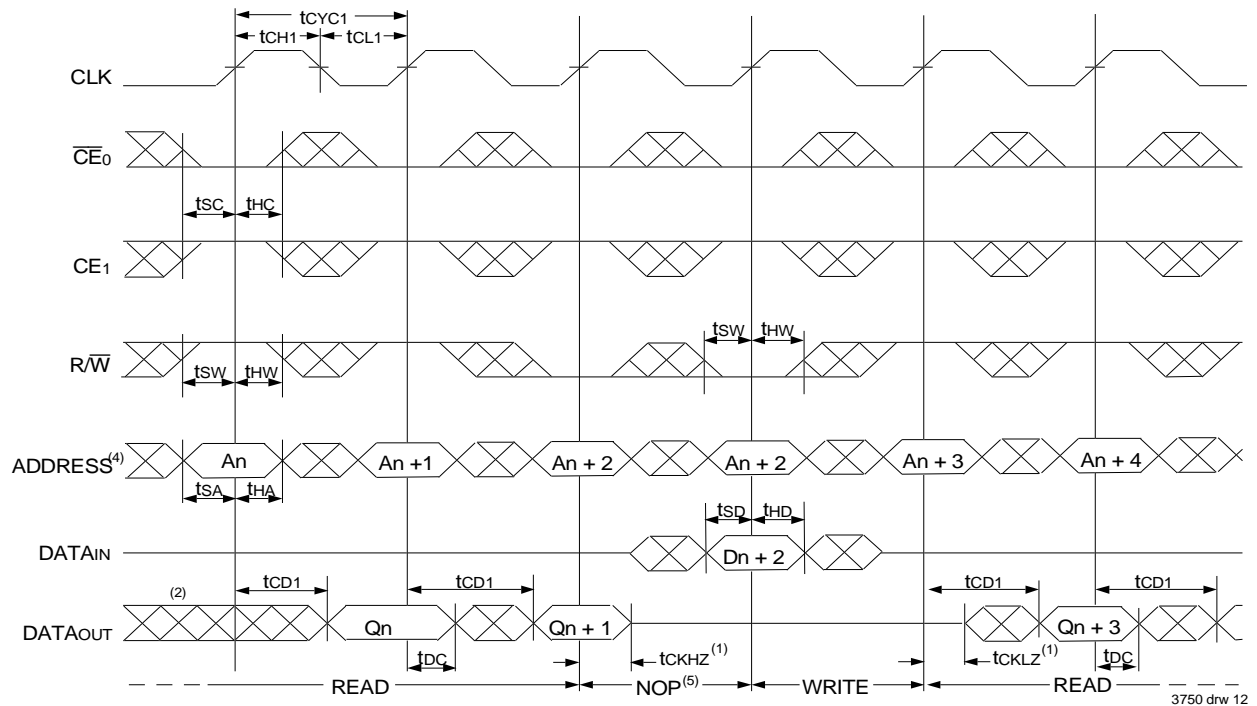 tCYC1
tCH1 tCL1
CLK
CE0
tSC tHC
CE1
tSW tHW
R/W
tSW tHW
ADDRESS(4) An An +1 An + 2 An + 2 An + 3 An + 4
tSA tHA
tSD tHD
DATAIN Dn + 2
(2) tCD1 tCD1 tCD1 tCD1
DATAOUT Qn Qn + 1 Qn + 3
tDC tCKHZ(1) tCKLZ(1) tDC
READ NOP(5) WRITE READ
3750 drw 12